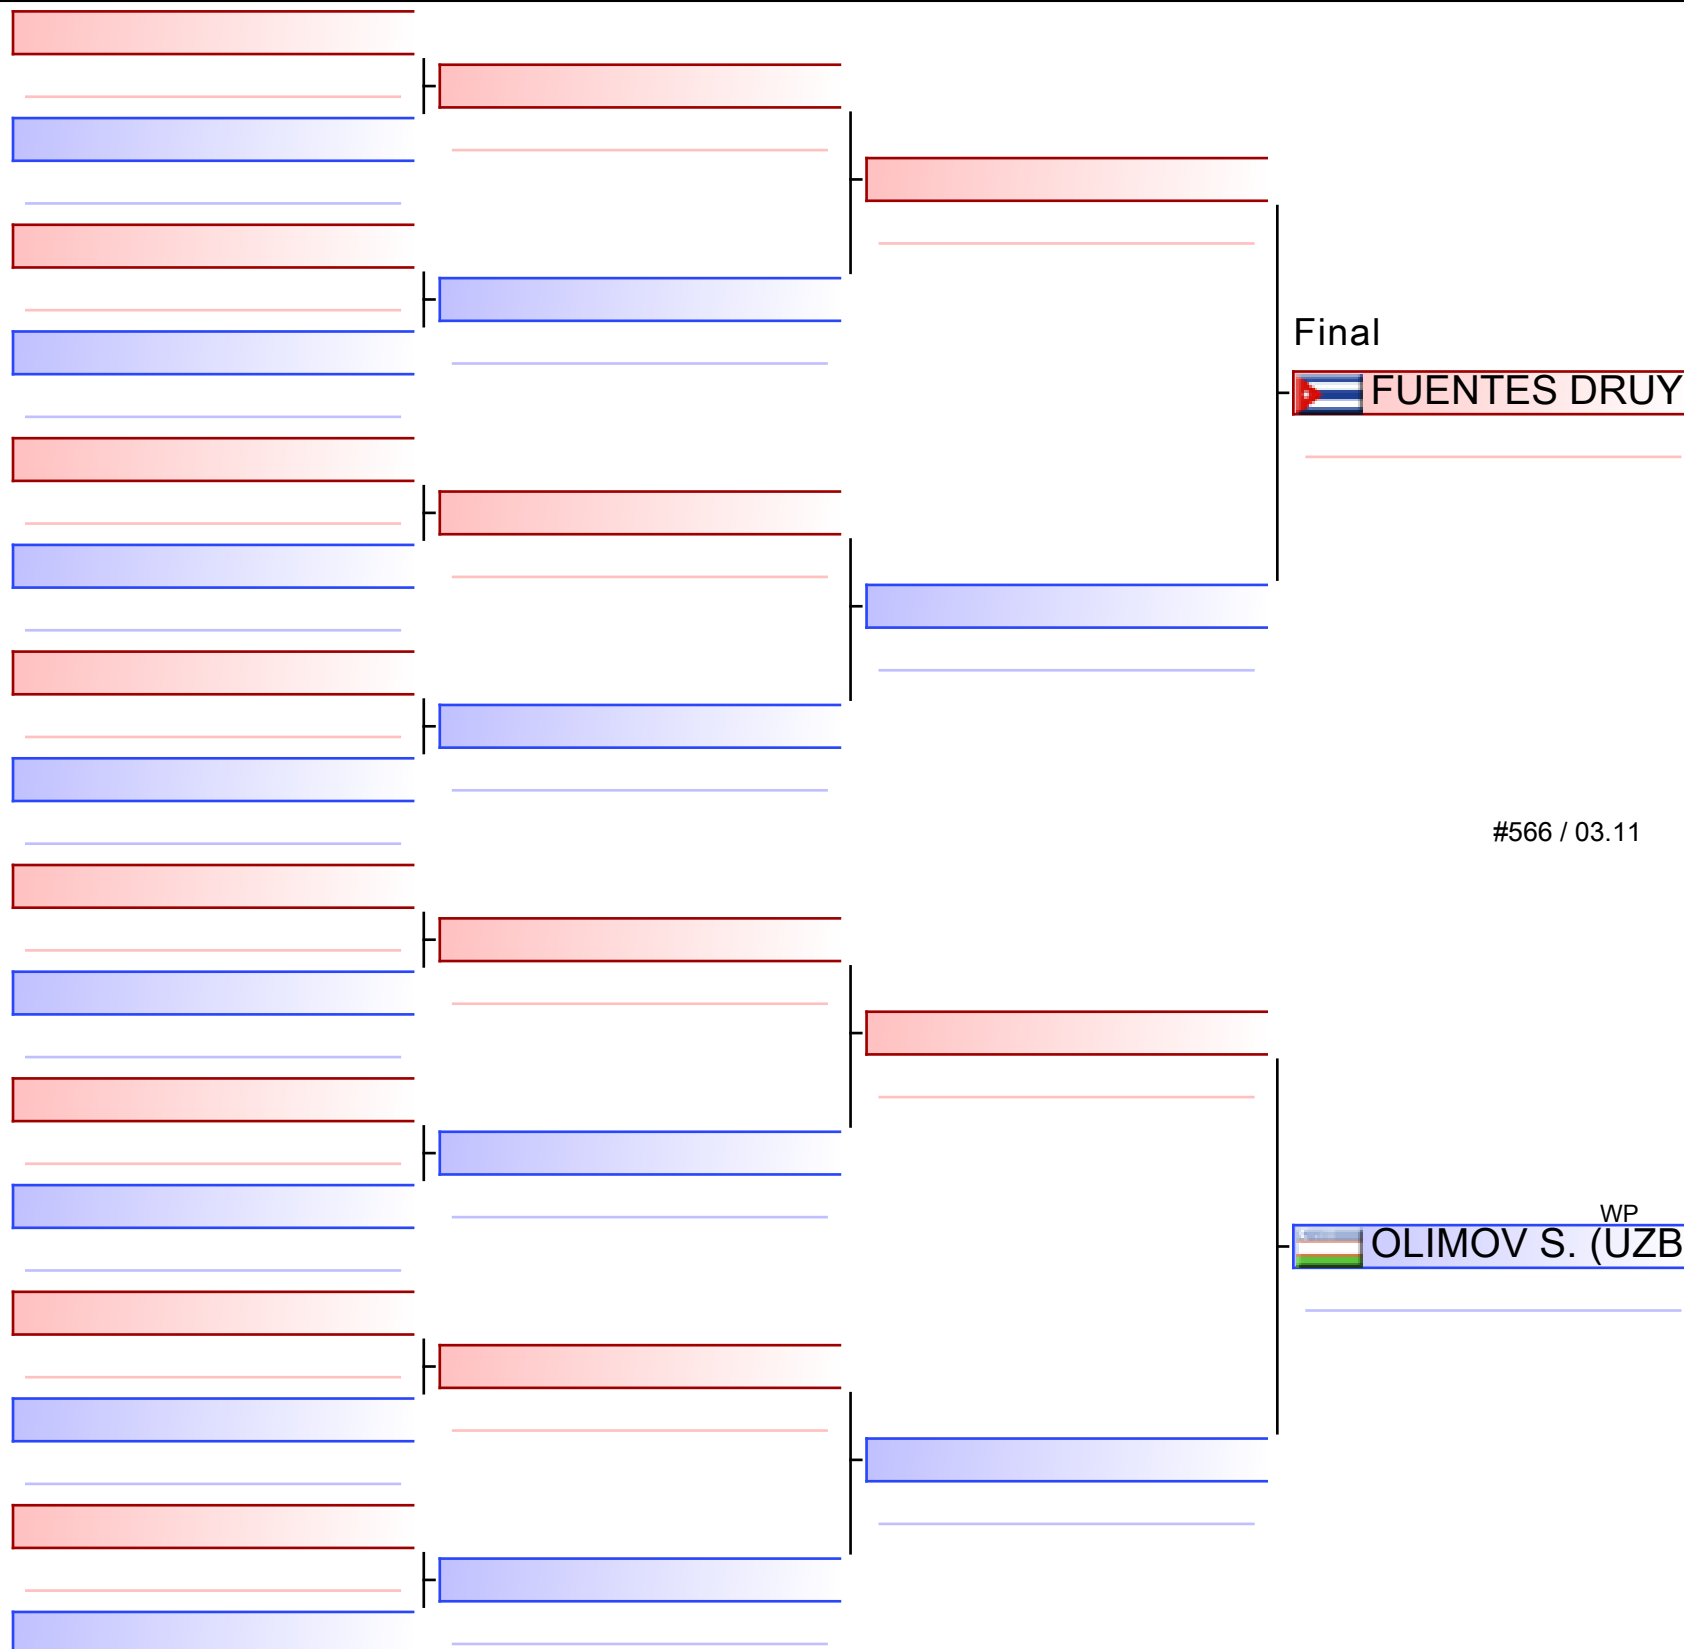 Final
FUENTES DRUY
#566 / 03.11
WP
OLIMOV S. (UZB